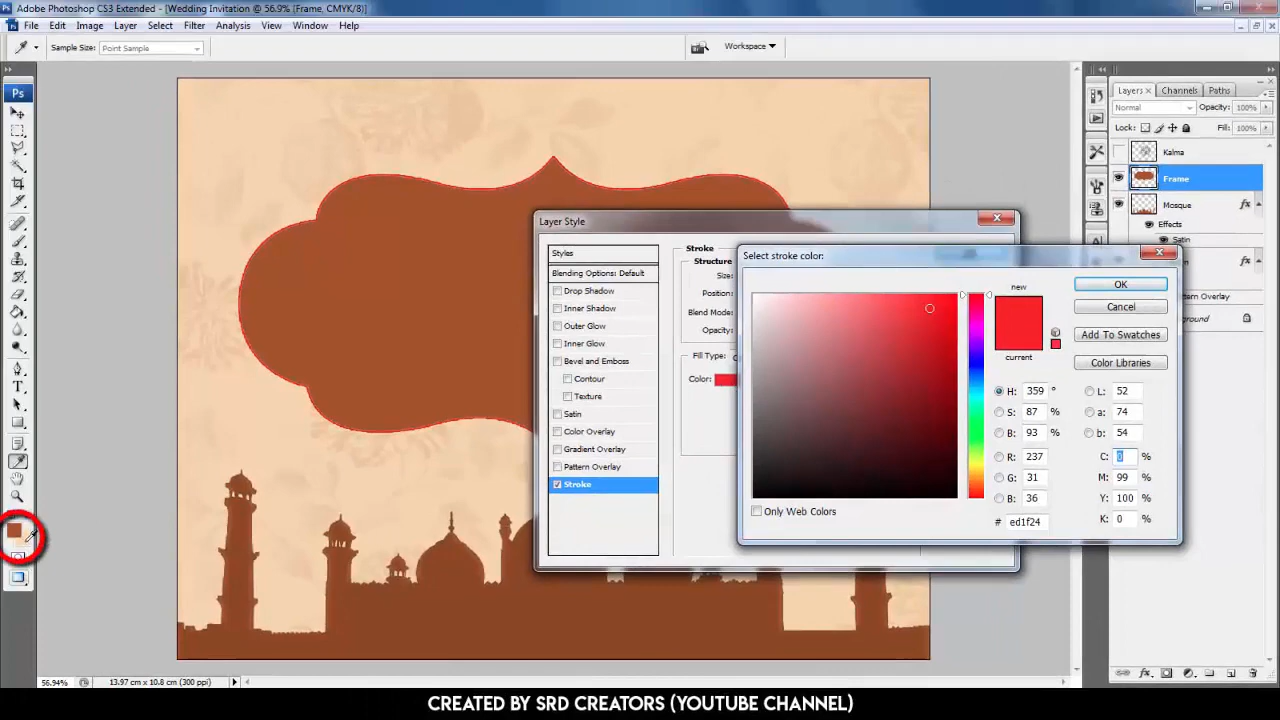 Adobe Photoshop CS3 Extended - [Wedding Invitation @ 56.9% (Frame, CMYK/8)]
File Edit Image Layer Select Filter Analysis View Window Help
Sample Size: Point Sample
Workspace
Ps
Layers Channels Paths
Normal Opacity: 100%
Lock: Fill: 100%
Kalma
Frame
Mosque fx
Effects
Satin
fx
Layer Style
Styles
Blending Options: Default
Drop Shadow
Inner Shadow
Outer Glow
Inner Glow
Bevel and Emboss
Contour
Texture
Satin
Color Overlay
Gradient Overlay
Pattern Overlay
Stroke
Stroke
Structure
Size:
Position:
Blend Mode:
Opacity:
Fill Type:
Color:
Select stroke color:
new
current
OK
Cancel
Add To Swatches
Color Libraries
H: 359 °
S: 87 %
B: 93 %
R: 237
G: 31
B: 36
# ed1f24
L: 52
a: 74
b: 54
C: 0 %
M: 99 %
Y: 100 %
K: 0 %
Only Web Colors
56.94% 13.97 cm x 10.8 cm (300 ppi)
CREATED BY SRD CREATORS (YOUTUBE CHANNEL)